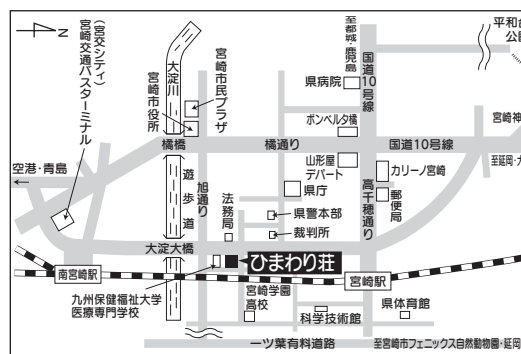 N
(宮交シティ)
宮崎交通バスターミナル
大淀川
宮崎市民プラザ
宮崎市役所
至都城・鹿児島
国道10号線
平和台
公園
県病院
ボンベルタ橘
橘橋
橘通り
国道10号線
宮崎神
至延岡・
空港・青島
遊歩道
旭通り
法務局
県庁
山形屋
デパート
カリーノ宮崎
高千穂通り
郵便局
県警本部
裁判所
大淀大橋
ひまわり荘
南宮崎駅
宮崎駅
九州保健福祉大学
医療専門学校
宮崎学園
高校
科学技術館
県体育館
一ツ葉有料道路
至宮崎市フェニックス自然動物園・延岡